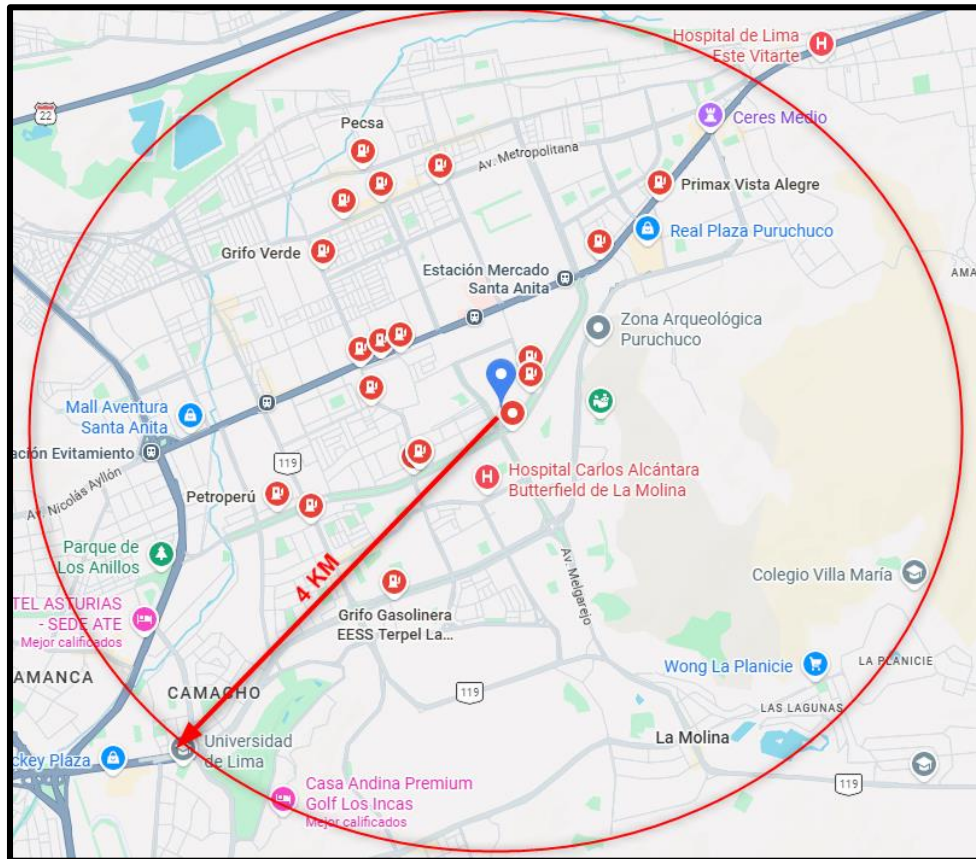 Hospital de Lima
Este Vitarte
22
Ceres Medio
Pecsa
Av. Metropolitana
Primax Vista Alegre
Real Plaza Puruchuco
Grifo Verde
Estación Mercado
Santa Anita
AMA
Zona Arqueológica
Puruchuco
Mall Aventura
Santa Anita
ación Evitamiento
119
Av. Nicolás Ayllón
Hospital Carlos Alcántara
Butterfield de La Molina
Petroperú
Parque de
Los Anillos
4 KM
Av. Melgarejo
Colegio Villa María
TEL ASTURIAS
- SEDE ATE
Mejor calificados
Grifo Gasolinera
EESS Terpel La...
Wong La Planicie
LA PLANICIE
AMANCA
CAMACHO
119
LAS LAGUNAS
La Molina
Universidad
de Lima
ckey Plaza
119
Casa Andina Premium
Golf Los Incas
Mejor calificados